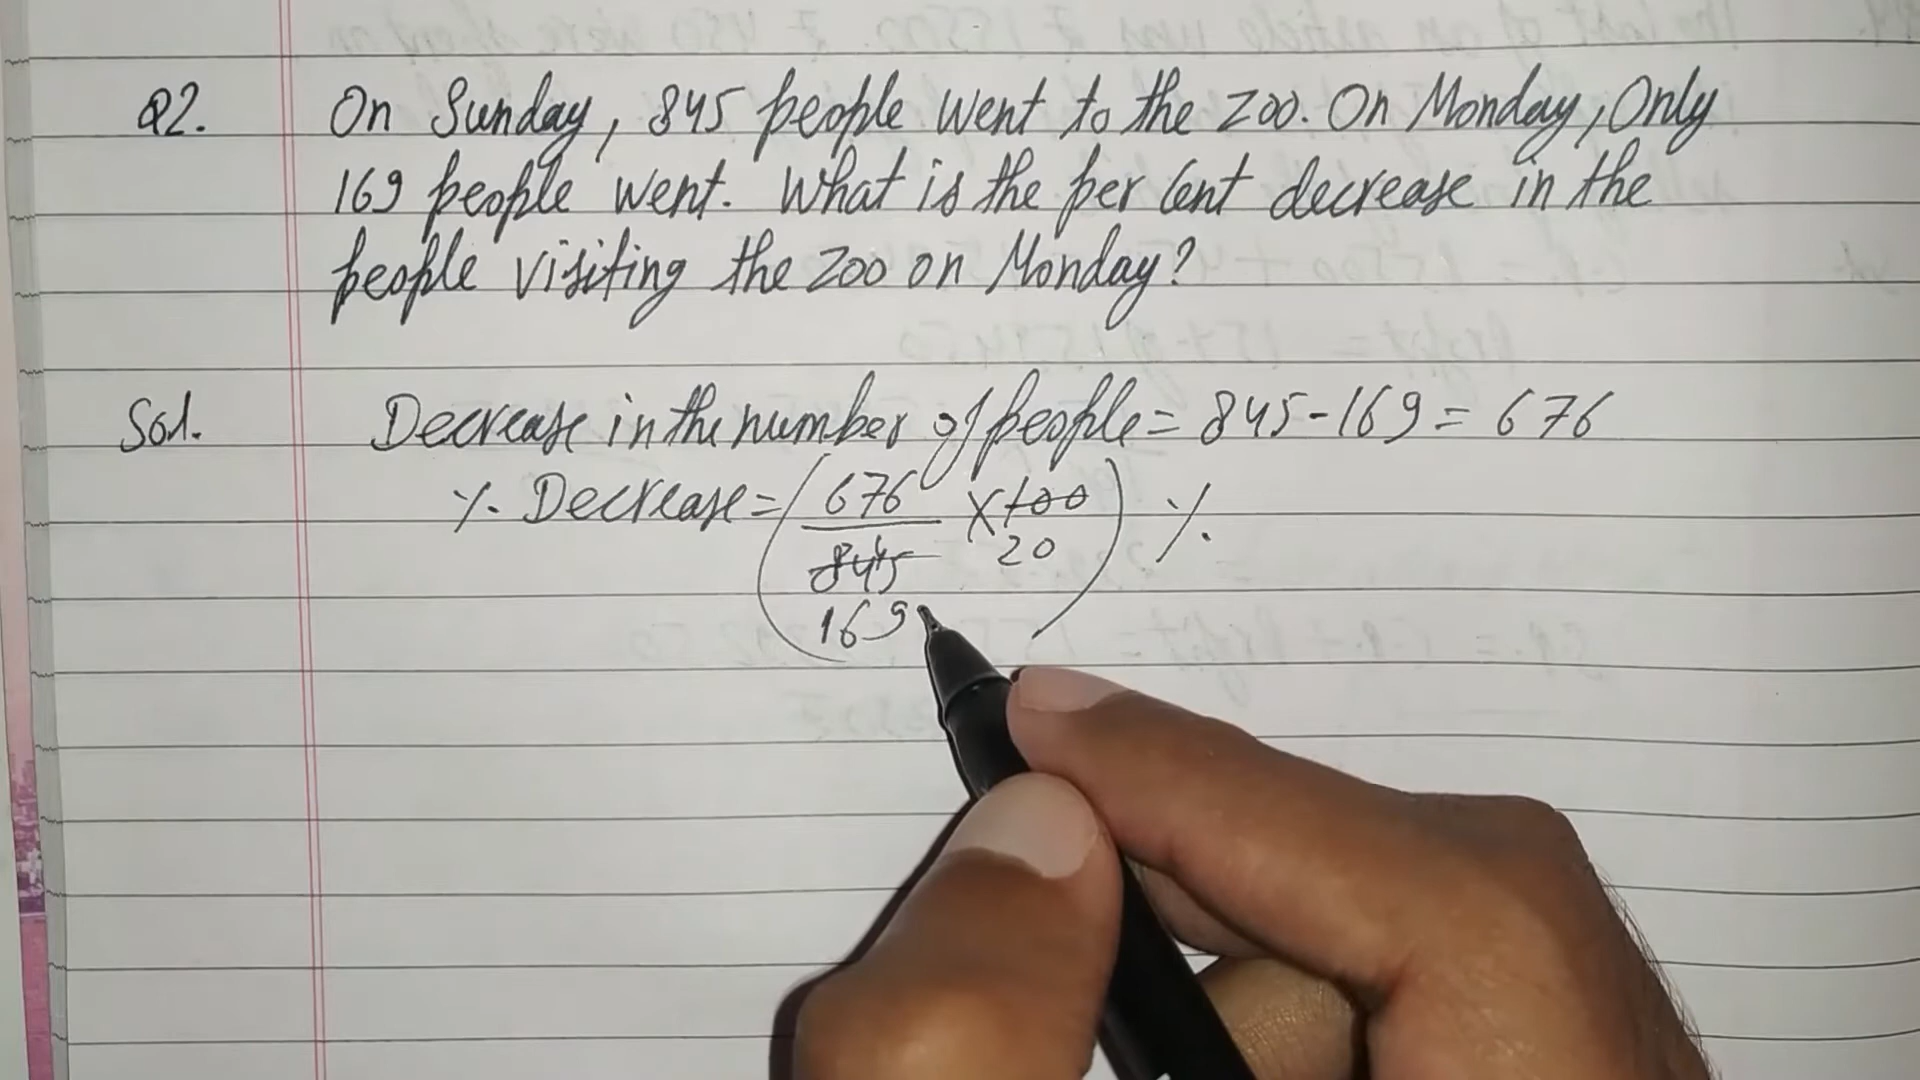 Q2. On Sunday, 845 people went to the zoo. On Monday, Only
169 people went. What is the per cent decrease in the
people visiting the zoo on Monday?
Sol. Decrease in the number of people = 845 - 169 = 676
% Decrease = (676/845 × 100) %
20
169